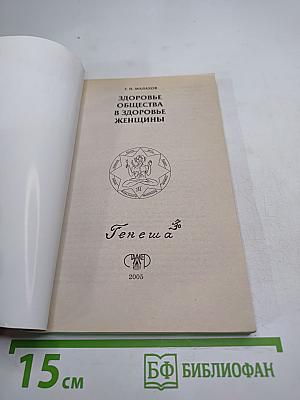 Г. П. МАЛАХОВ
ЗДОРОВЬЕ
ОБЩЕСТВА
В ЗДОРОВЬЕ
ЖЕНЩИНЫ
Генеша ॐ
2005
15 см
БФ БИБЛИОФАН